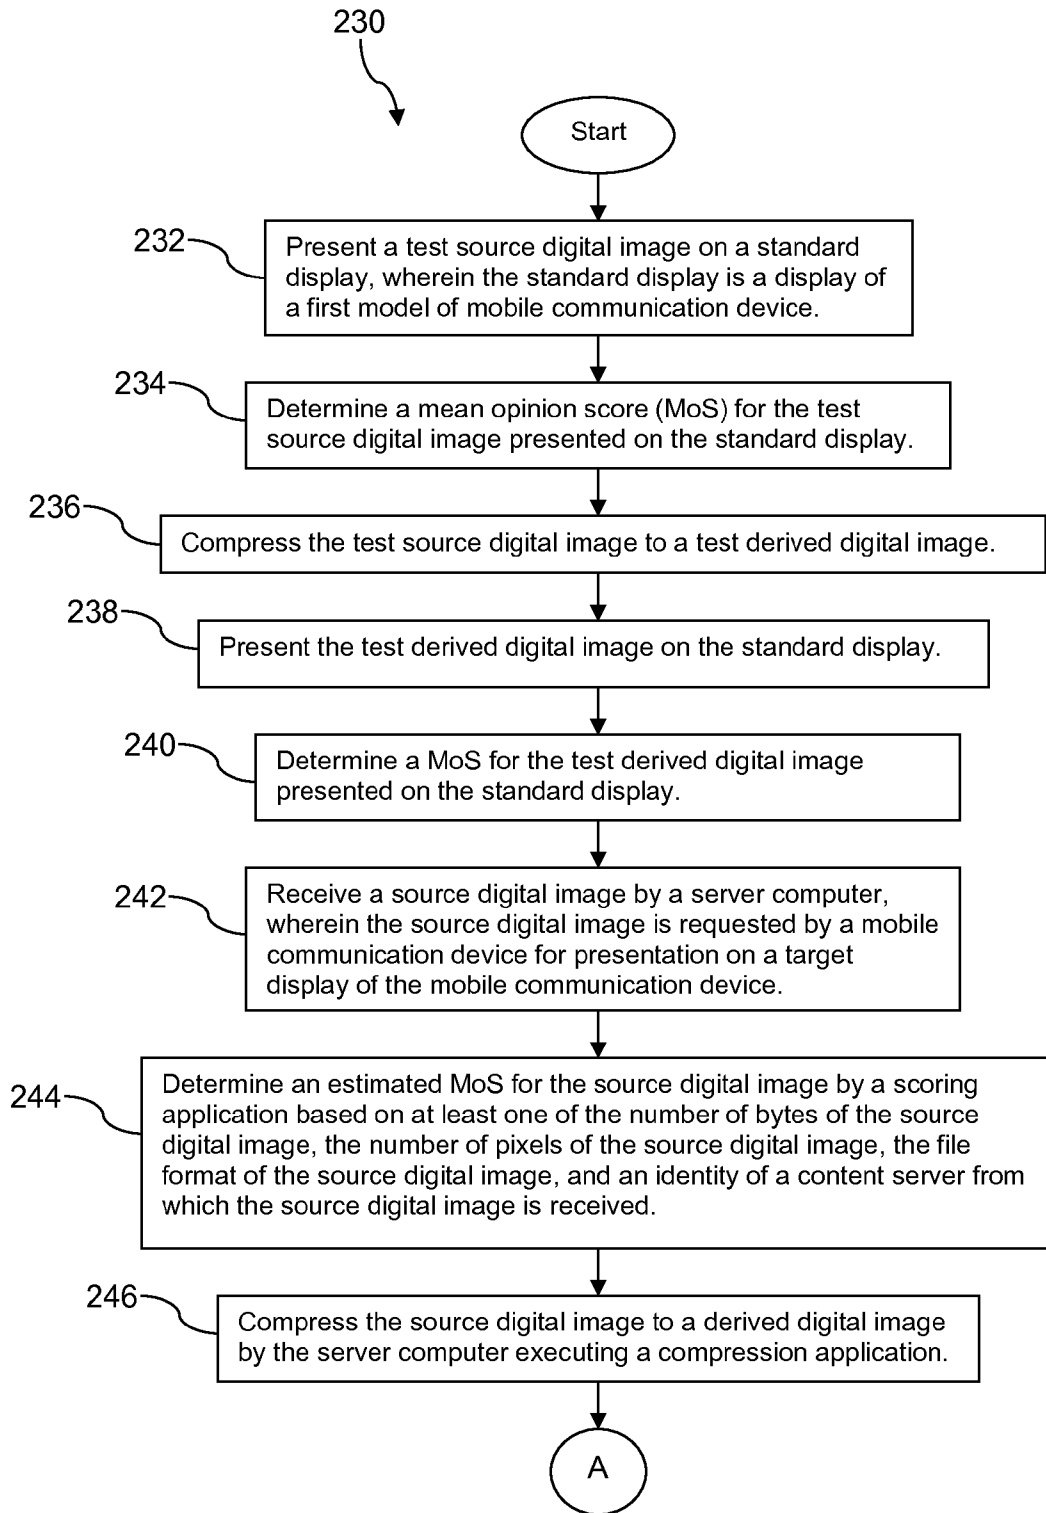 230
Start
232
Present a test source digital image on a standard
display, wherein the standard display is a display of
a first model of mobile communication device.
234
Determine a mean opinion score (MoS) for the test
source digital image presented on the standard display.
236
Compress the test source digital image to a test derived digital image.
238
Present the test derived digital image on the standard display.
240
Determine a MoS for the test derived digital image
presented on the standard display.
242
Receive a source digital image by a server computer,
wherein the source digital image is requested by a mobile
communication device for presentation on a target
display of the mobile communication device.
244
Determine an estimated MoS for the source digital image by a scoring
application based on at least one of the number of bytes of the source
digital image, the number of pixels of the source digital image, the file
format of the source digital image, and an identity of a content server from
which the source digital image is received.
246
Compress the source digital image to a derived digital image
by the server computer executing a compression application.
A